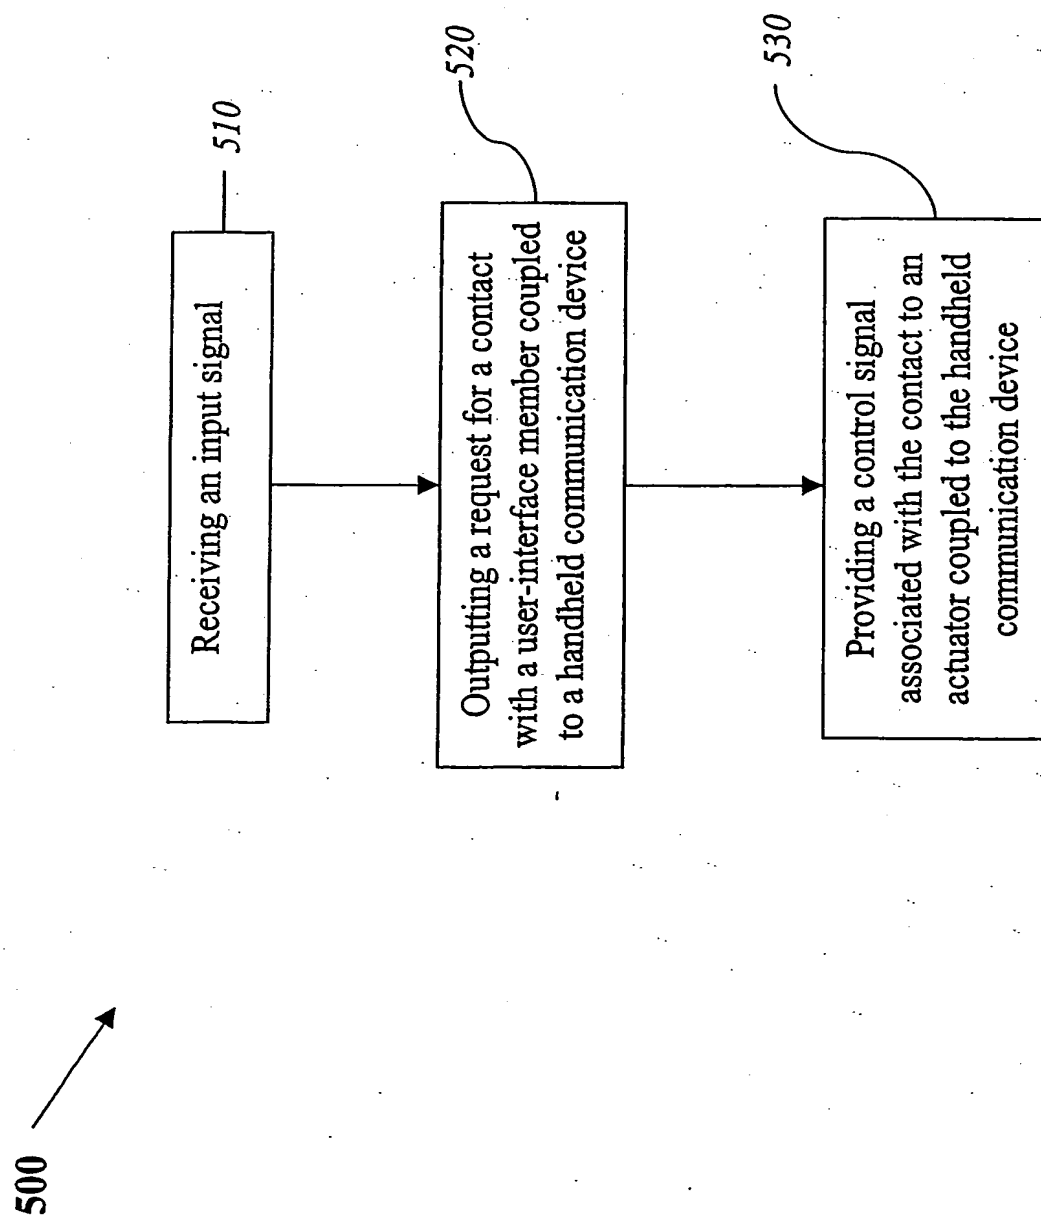 500
Receiving an input signal
510
Outputting a request for a contact
with a user-interface member coupled
to a handheld communication device
520
Providing a control signal
associated with the contact to an
actuator coupled to the handheld
communication device
530